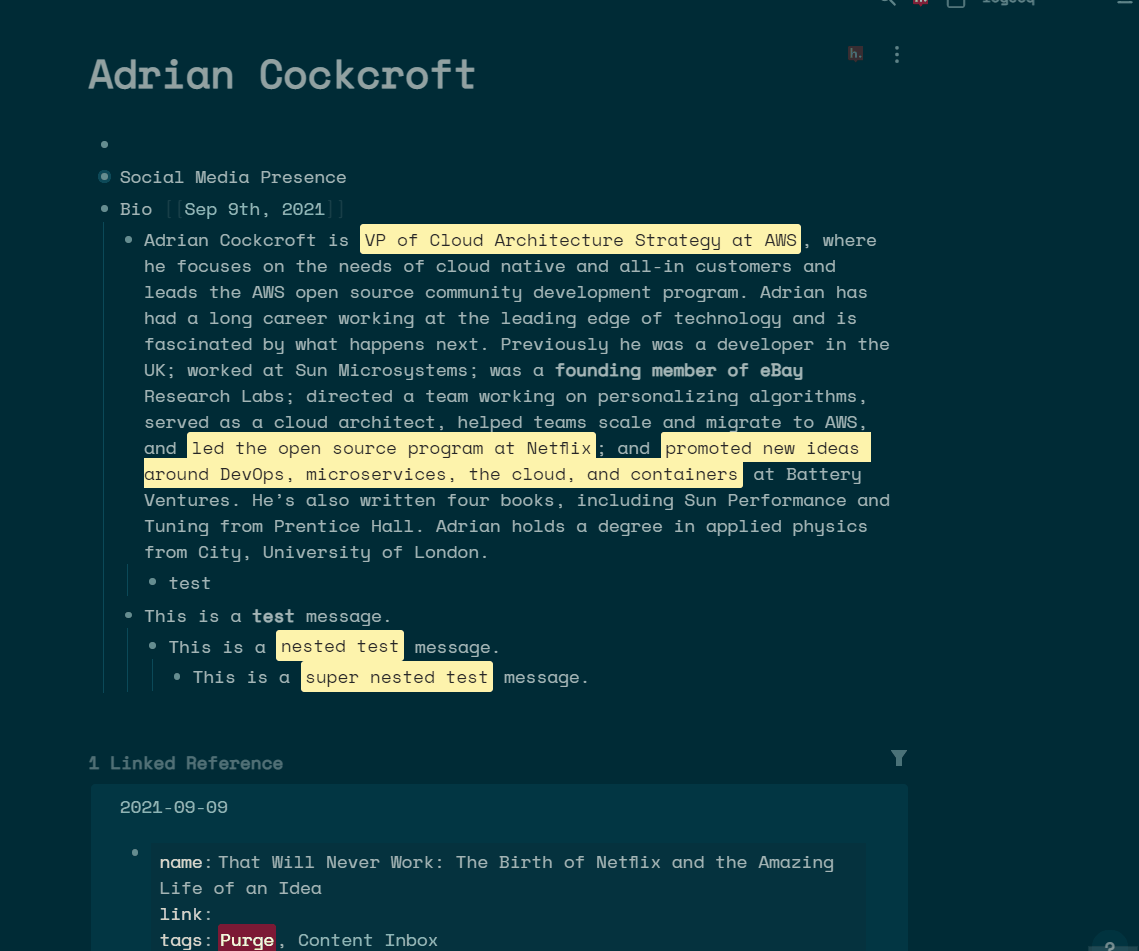 h.
Adrian Cockcroft
Social Media Presence
Bio [[Sep 9th, 2021]]
Adrian Cockcroft is VP of Cloud Architecture Strategy at AWS, where
he focuses on the needs of cloud native and all-in customers and
leads the AWS open source community development program. Adrian has
had a long career working at the leading edge of technology and is
fascinated by what happens next. Previously he was a developer in the
UK; worked at Sun Microsystems; was a founding member of eBay
Research Labs; directed a team working on personalizing algorithms,
served as a cloud architect, helped teams scale and migrate to AWS,
and led the open source program at Netflix; and promoted new ideas
around DevOps, microservices, the cloud, and containers at Battery
Ventures. He’s also written four books, including Sun Performance and
Tuning from Prentice Hall. Adrian holds a degree in applied physics
from City, University of London.
test
This is a test message.
This is a nested test message.
This is a super nested test message.
1 Linked Reference
2021-09-09
name: That Will Never Work: The Birth of Netflix and the Amazing
Life of an Idea
link:
tags: Purge, Content Inbox
?